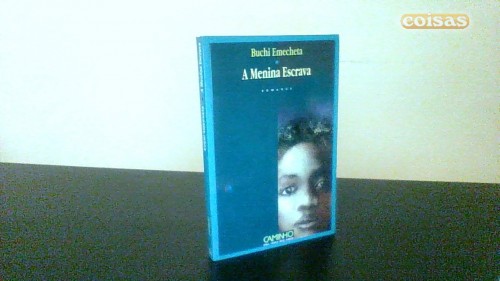 coisas
Buchi Emecheta
A Menina Escrava
romance
CAMINHO